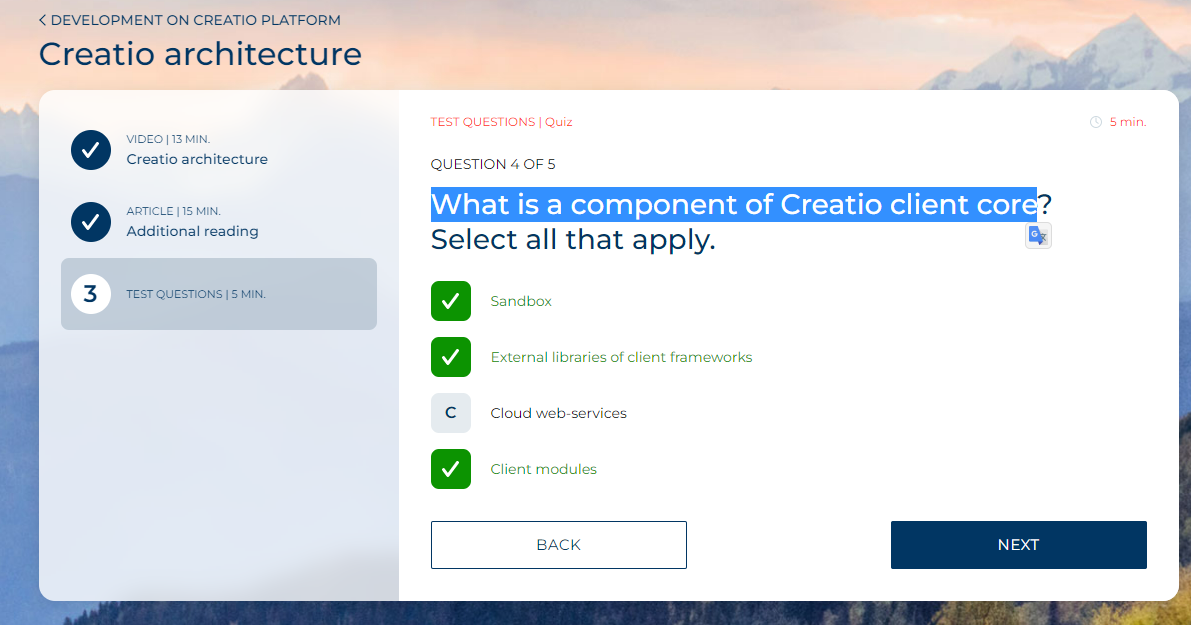 DEVELOPMENT ON CREATIO PLATFORM
Creatio architecture
VIDEO | 13 MIN.
Creatio architecture
ARTICLE | 15 MIN.
Additional reading
3
TEST QUESTIONS | 5 MIN.
TEST QUESTIONS | Quiz
5 min.
QUESTION 4 OF 5
What is a component of Creatio client core?
Select all that apply.
Sandbox
External libraries of client frameworks
C Cloud web-services
Client modules
BACK
NEXT